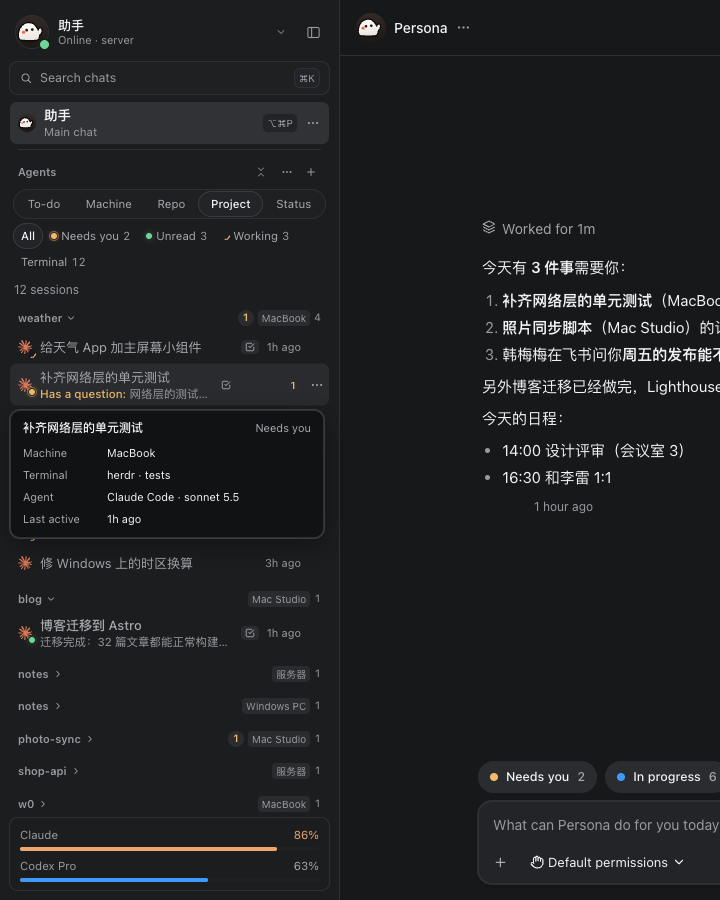 助手
Online · server
Search chats
⌘K
助手
Main chat
⌥⌘P
Agents
To-do Machine Repo Project Status
All Needs you 2 Unread 3 Working 3
Terminal 12
12 sessions
weather 1 MacBook 4
给天气 App 加主屏幕小组件 1h ago
补齐网络层的单元测试 1
Has a question: 网络层的测试...
补齐网络层的单元测试 Needs you
Machine MacBook
Terminal herdr · tests
Agent Claude Code · sonnet 5.5
Last active 1h ago
修 Windows 上的时区换算 3h ago
blog Mac Studio 1
博客迁移到 Astro 1h ago
迁移完成：32 篇文章都能正常构建...
notes 服务器 1
notes Windows PC 1
photo-sync 1 Mac Studio 1
shop-api 服务器 1
w0 MacBook 1
Claude 86%
Codex Pro 63%
Persona
Worked for 1m
今天有 3 件事需要你：
1. 补齐网络层的单元测试（MacBoo
2. 照片同步脚本（Mac Studio）的
3. 韩梅梅在飞书问你周五的发布能
另外博客迁移已经做完，Lighthouse
今天的日程：
14:00 设计评审（会议室 3）
16:30 和李雷 1:1
1 hour ago
Needs you 2 In progress 6
What can Persona do for you today
Default permissions